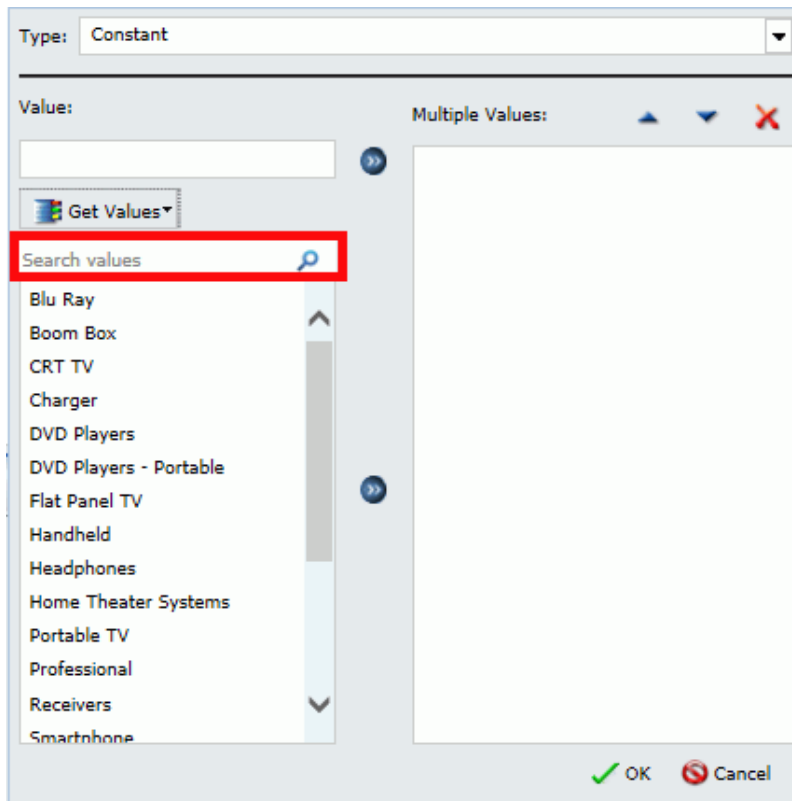 Type: Constant
Value:
Multiple Values:
Get Values
Search values
Blu Ray
Boom Box
CRT TV
Charger
DVD Players
DVD Players - Portable
Flat Panel TV
Handheld
Headphones
Home Theater Systems
Portable TV
Professional
Receivers
Smartphone
OK Cancel